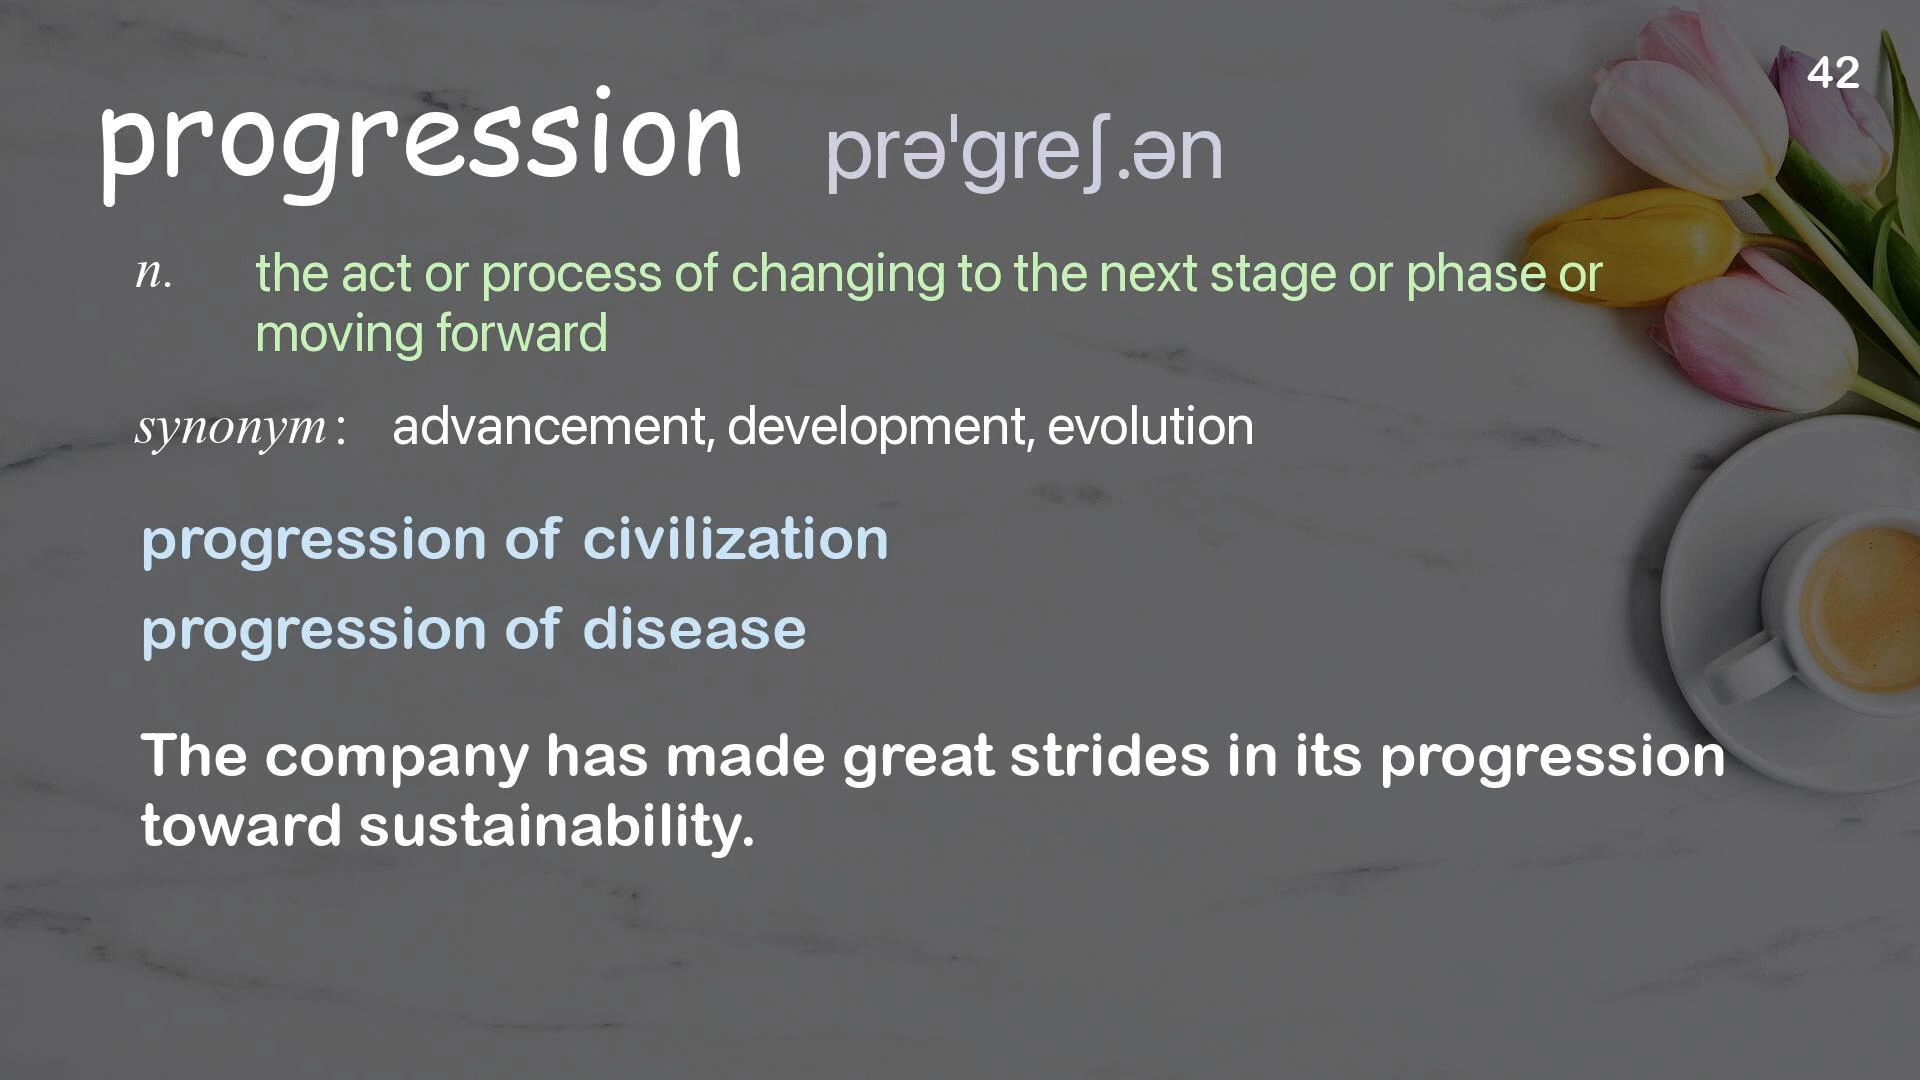 42
progression prəˈɡreʃ.ən
n. the act or process of changing to the next stage or phase or
moving forward
synonym : advancement, development, evolution
progression of civilization
progression of disease
The company has made great strides in its progression
toward sustainability.